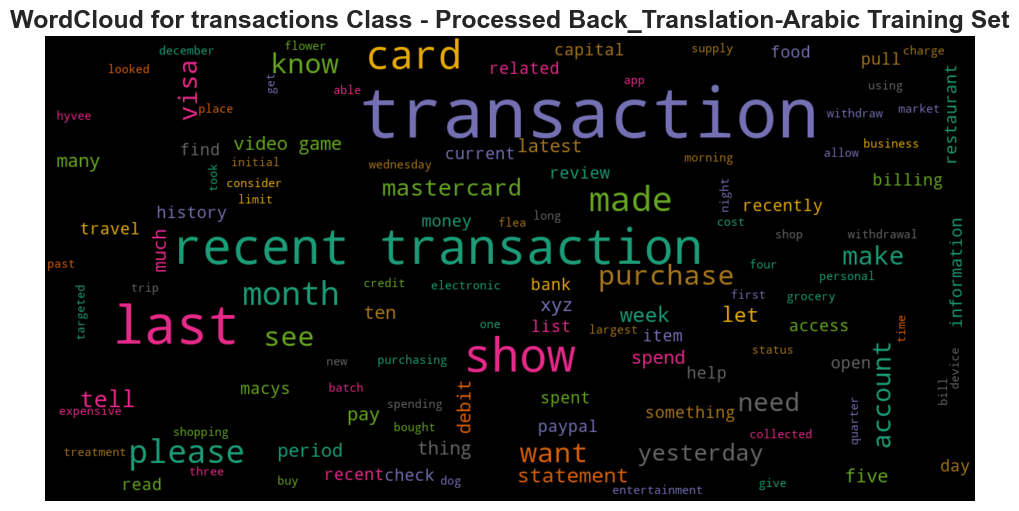 WordCloud for transactions Class - Processed Back_Translation-Arabic Training Set
december
flower
card
capital
supply
food
charge
looked
know
related
pull
visa
get
able
app
using
restaurant
hyvee
place
transaction
withdraw
market
video game
find
many
current
latest
business
allow
took
initial
wednesday
morning
consider
review
billing
limit
mastercard
made
night
recently
history
money
flea
long
cost
travel
much
shop
withdrawal
information
recent transaction
make
past
purchase
four
personal
trip
month
credit
electronic
bank
first
grocery
targeted
last
see
ten
xyz
week
let
access
time
one
list
largest
item
show
new
purchasing
spend
status
open
help
account
device
bill
macys
batch
tell
expensive
debit
spent
something
need
spending
pay
bought
paypal
collected
quarter
shopping
please
period
thing
want
yesterday
treatment
three
recent
check
dog
statement
five
day
read
buy
entertainment
give